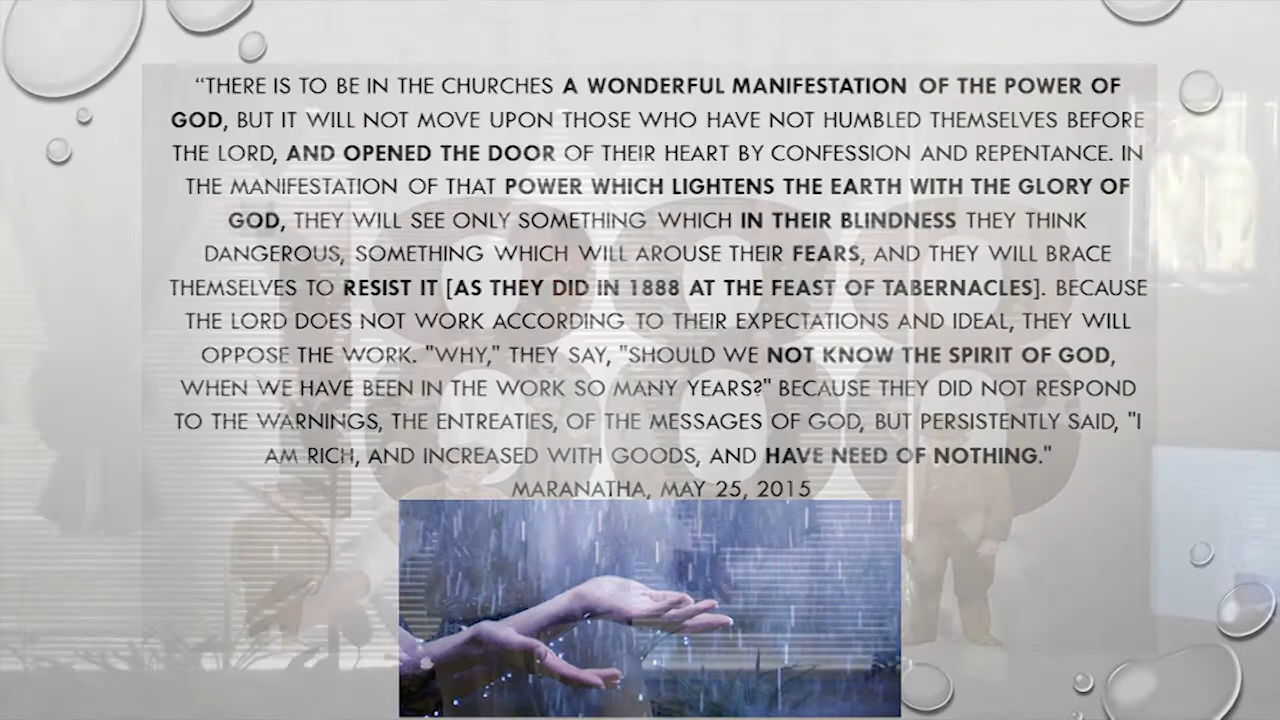 “THERE IS TO BE IN THE CHURCHES A WONDERFUL MANIFESTATION OF THE POWER OF
GOD, BUT IT WILL NOT MOVE UPON THOSE WHO HAVE NOT HUMBLED THEMSELVES BEFORE
THE LORD, AND OPENED THE DOOR OF THEIR HEART BY CONFESSION AND REPENTANCE. IN
THE MANIFESTATION OF THAT POWER WHICH LIGHTENS THE EARTH WITH THE GLORY OF
GOD, THEY WILL SEE ONLY SOMETHING WHICH IN THEIR BLINDNESS THEY THINK
DANGEROUS, SOMETHING WHICH WILL AROUSE THEIR FEARS, AND THEY WILL BRACE
THEMSELVES TO RESIST IT [AS THEY DID IN 1888 AT THE FEAST OF TABERNACLES]. BECAUSE
THE LORD DOES NOT WORK ACCORDING TO THEIR EXPECTATIONS AND IDEAL, THEY WILL
OPPOSE THE WORK. "WHY," THEY SAY, "SHOULD WE NOT KNOW THE SPIRIT OF GOD,
WHEN WE HAVE BEEN IN THE WORK SO MANY YEARS?" BECAUSE THEY DID NOT RESPOND
TO THE WARNINGS, THE ENTREATIES, OF THE MESSAGES OF GOD, BUT PERSISTENTLY SAID, "I
AM RICH, AND INCREASED WITH GOODS, AND HAVE NEED OF NOTHING."
MARANATHA, MAY 25, 2015